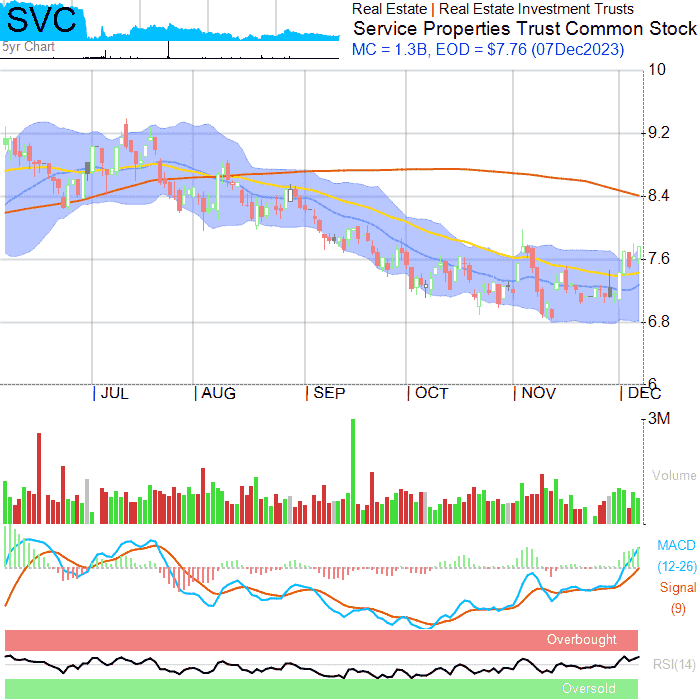 SVC
5yr Chart
Real Estate | Real Estate Investment Trusts
Service Properties Trust Common Stock
MC = 1.3B, EOD = $7.76 (07Dec2023)
10
9.2
8.4
7.6
6.8
6
JUL AUG SEP OCT NOV DEC
3M
Volume
MACD
(12-26)
Signal
(9)
Overbought
RSI(14)
Oversold